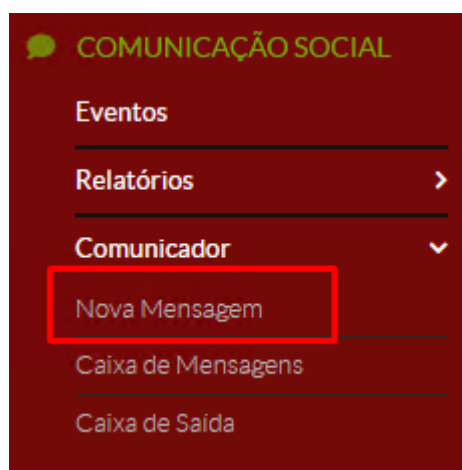 COMUNICAÇÃO SOCIAL
Eventos
Relatórios
Comunicador
Nova Mensagem
Caixa de Mensagens
Caixa de Saída